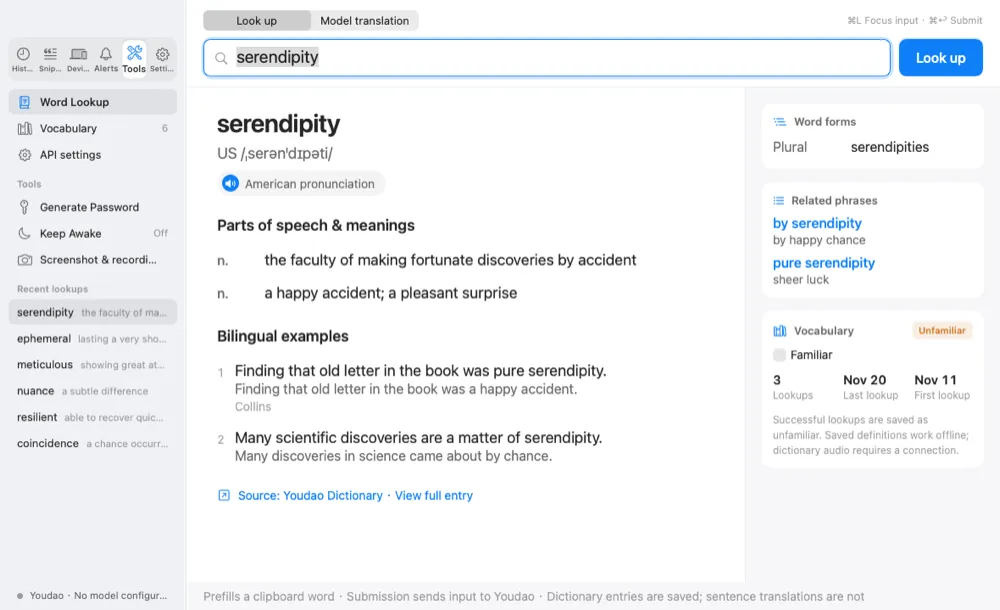 Look up
Model translation
⌘L Focus input · ⌘↩ Submit
serendipity
Look up
Hist... Snip... Devi... Alerts Tools Setti...
Word Lookup
Vocabulary 6
API settings
Tools
Generate Password
Keep Awake Off
Screenshot & recordi...
Recent lookups
serendipity the faculty of ma...
ephemeral lasting a very sho...
meticulous showing great at...
nuance a subtle difference
resilient able to recover quic...
coincidence a chance occurr...
Youdao · No model configur...
serendipity
US /ˌserənˈdɪpəti/
American pronunciation
Parts of speech & meanings
n. the faculty of making fortunate discoveries by accident
n. a happy accident; a pleasant surprise
Bilingual examples
1 Finding that old letter in the book was pure serendipity.
Finding that old letter in the book was a happy accident.
Collins
2 Many scientific discoveries are a matter of serendipity.
Many discoveries in science came about by chance.
Source: Youdao Dictionary · View full entry
Word forms
Plural serendipities
Related phrases
by serendipity
by happy chance
pure serendipity
sheer luck
Vocabulary Unfamiliar
Familiar
3 Nov 20 Nov 11
Lookups Last lookup First lookup
Successful lookups are saved as
unfamiliar. Saved definitions work offline;
dictionary audio requires a connection.
Prefills a clipboard word · Submission sends input to Youdao · Dictionary entries are saved; sentence translations are not